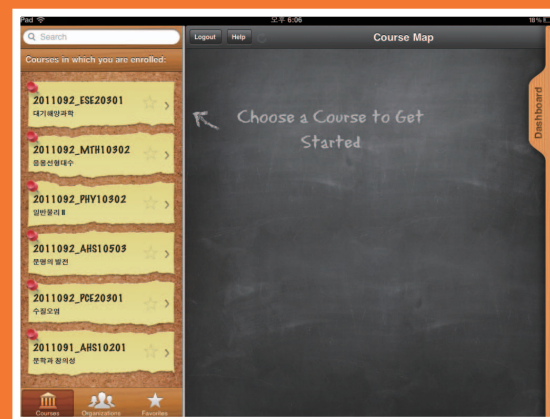 Pad 오후 6:06 18%
Search
Logout Help Course Map
Courses in which you are enrolled:
2011092_ESE20301
대기해양과학
2011092_MTH10302
응용선형대수
2011092_PHY10302
일반물리 II
2011092_AHS10503
문명의 발전
2011092_PCE20301
수질오염
2011091_AHS10201
문학과 창의성
Choose a Course to Get
Started
Dashboard
Courses Organizations Favorites